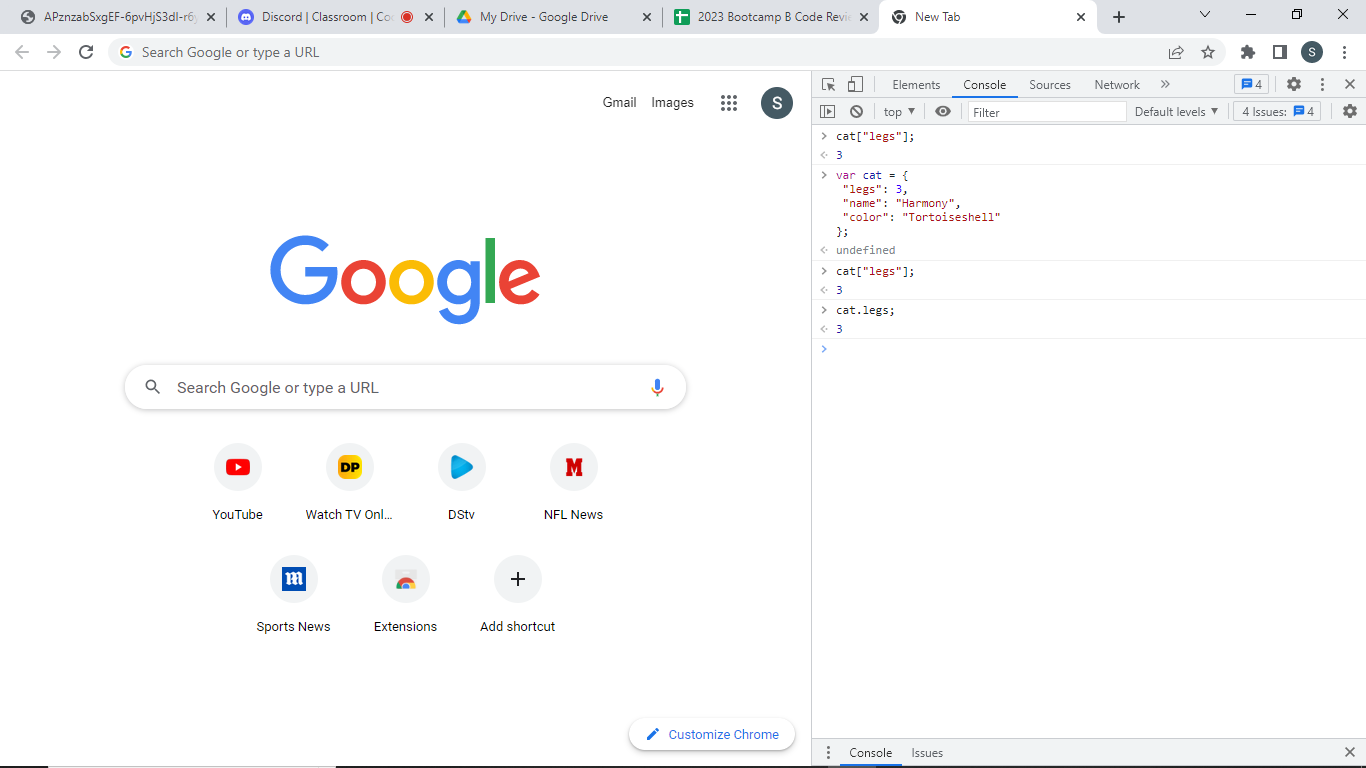 APznzabSxgEF-6pvHjS3dI-r6y
Discord | Classroom | Co
My Drive - Google Drive
2023 Bootcamp B Code Revi
New Tab
Search Google or type a URL
S
Gmail
Images
S
Google
Search Google or type a URL
DP
M
YouTube
Watch TV Onl...
DStv
NFL News
m
Sports News
Extensions
Add shortcut
Customize Chrome
Elements
Console
Sources
Network
4
top
Filter
Default levels
4 Issues:
4
cat["legs"];
3
var cat = {
"legs": 3,
"name": "Harmony",
"color": "Tortoiseshell"
};
undefined
cat["legs"];
3
cat.legs;
3
Console
Issues